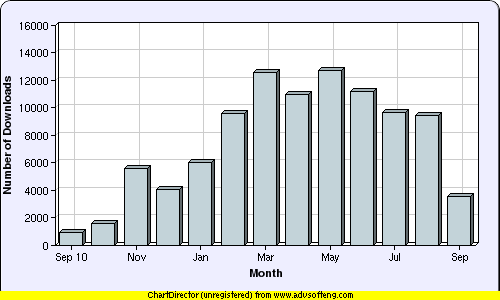 16000
14000
12000
10000
8000
6000
4000
2000
0
Number of Downloads
Sep 10 Nov Jan Mar May Jul Sep
Month
ChartDirector (unregistered) from www.advsofteng.com